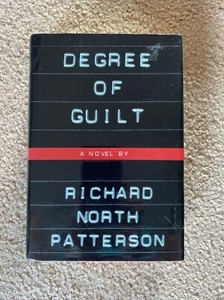 DEGREE
OF
GUILT
A NOVEL BY
RICHARD
NORTH
PATTERSON